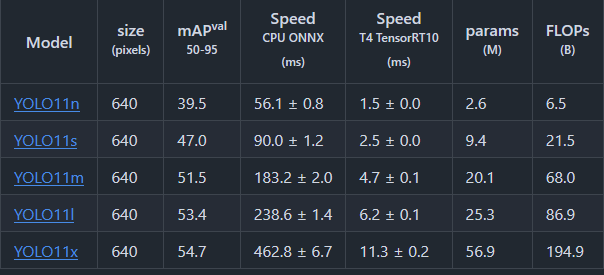 Model size (pixels) mAPval 50-95 Speed CPU ONNX (ms) Speed T4 TensorRT10 (ms) params (M) FLOPs (B)
YOLO11n 640 39.5 56.1 ± 0.8 1.5 ± 0.0 2.6 6.5
YOLO11s 640 47.0 90.0 ± 1.2 2.5 ± 0.0 9.4 21.5
YOLO11m 640 51.5 183.2 ± 2.0 4.7 ± 0.1 20.1 68.0
YOLO11l 640 53.4 238.6 ± 1.4 6.2 ± 0.1 25.3 86.9
YOLO11x 640 54.7 462.8 ± 6.7 11.3 ± 0.2 56.9 194.9